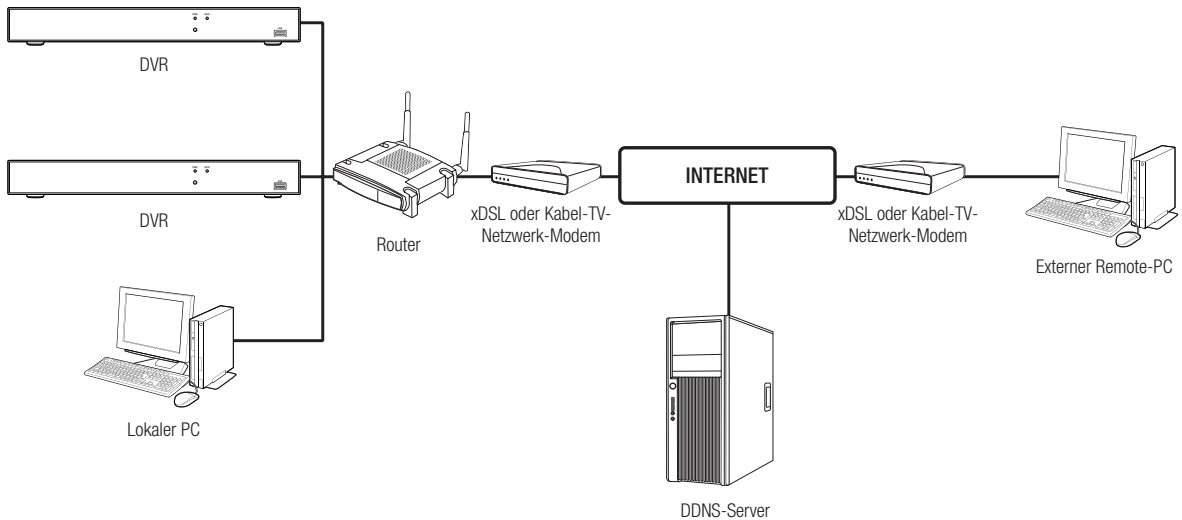 DVR
DVR
Router
xDSL oder Kabel-TV-
Netzwerk-Modem
INTERNET
xDSL oder Kabel-TV-
Netzwerk-Modem
Externer Remote-PC
Lokaler PC
DDNS-Server